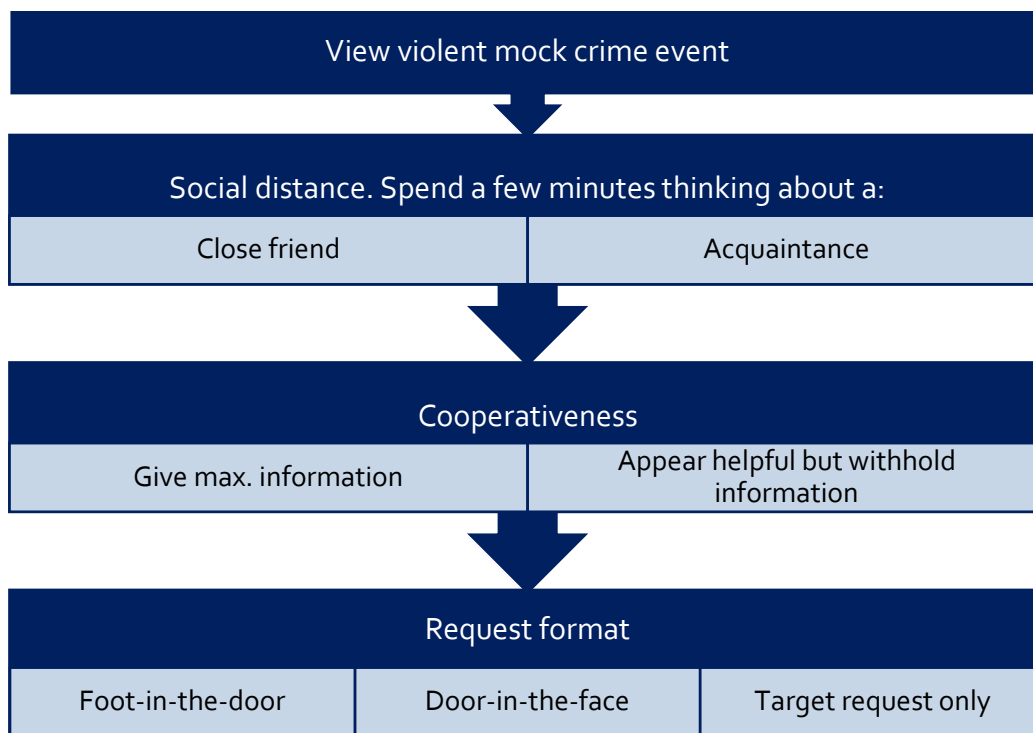 View violent mock crime event
Social distance. Spend a few minutes thinking about a:
Close friend
Acquaintance
Cooperativeness
Give max. information
Appear helpful but withhold
information
Request format
Foot-in-the-door
Door-in-the-face
Target request only